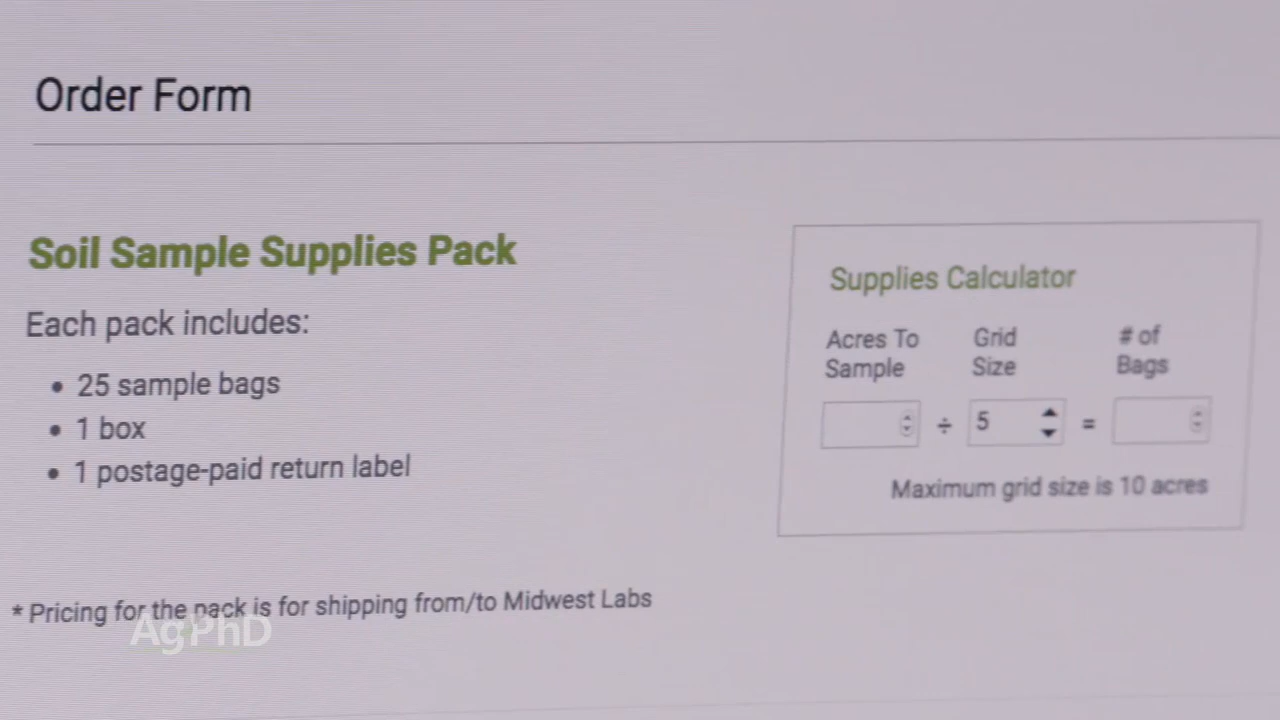 Order Form
Soil Sample Supplies Pack
Each pack includes:
• 25 sample bags
• 1 box
• 1 postage-paid return label
* Pricing for the pack is for shipping from/to Midwest Labs
Supplies Calculator
Acres To Sample
Grid Size
# of Bags
÷ 5 =
Maximum grid size is 10 acres
AgPhD